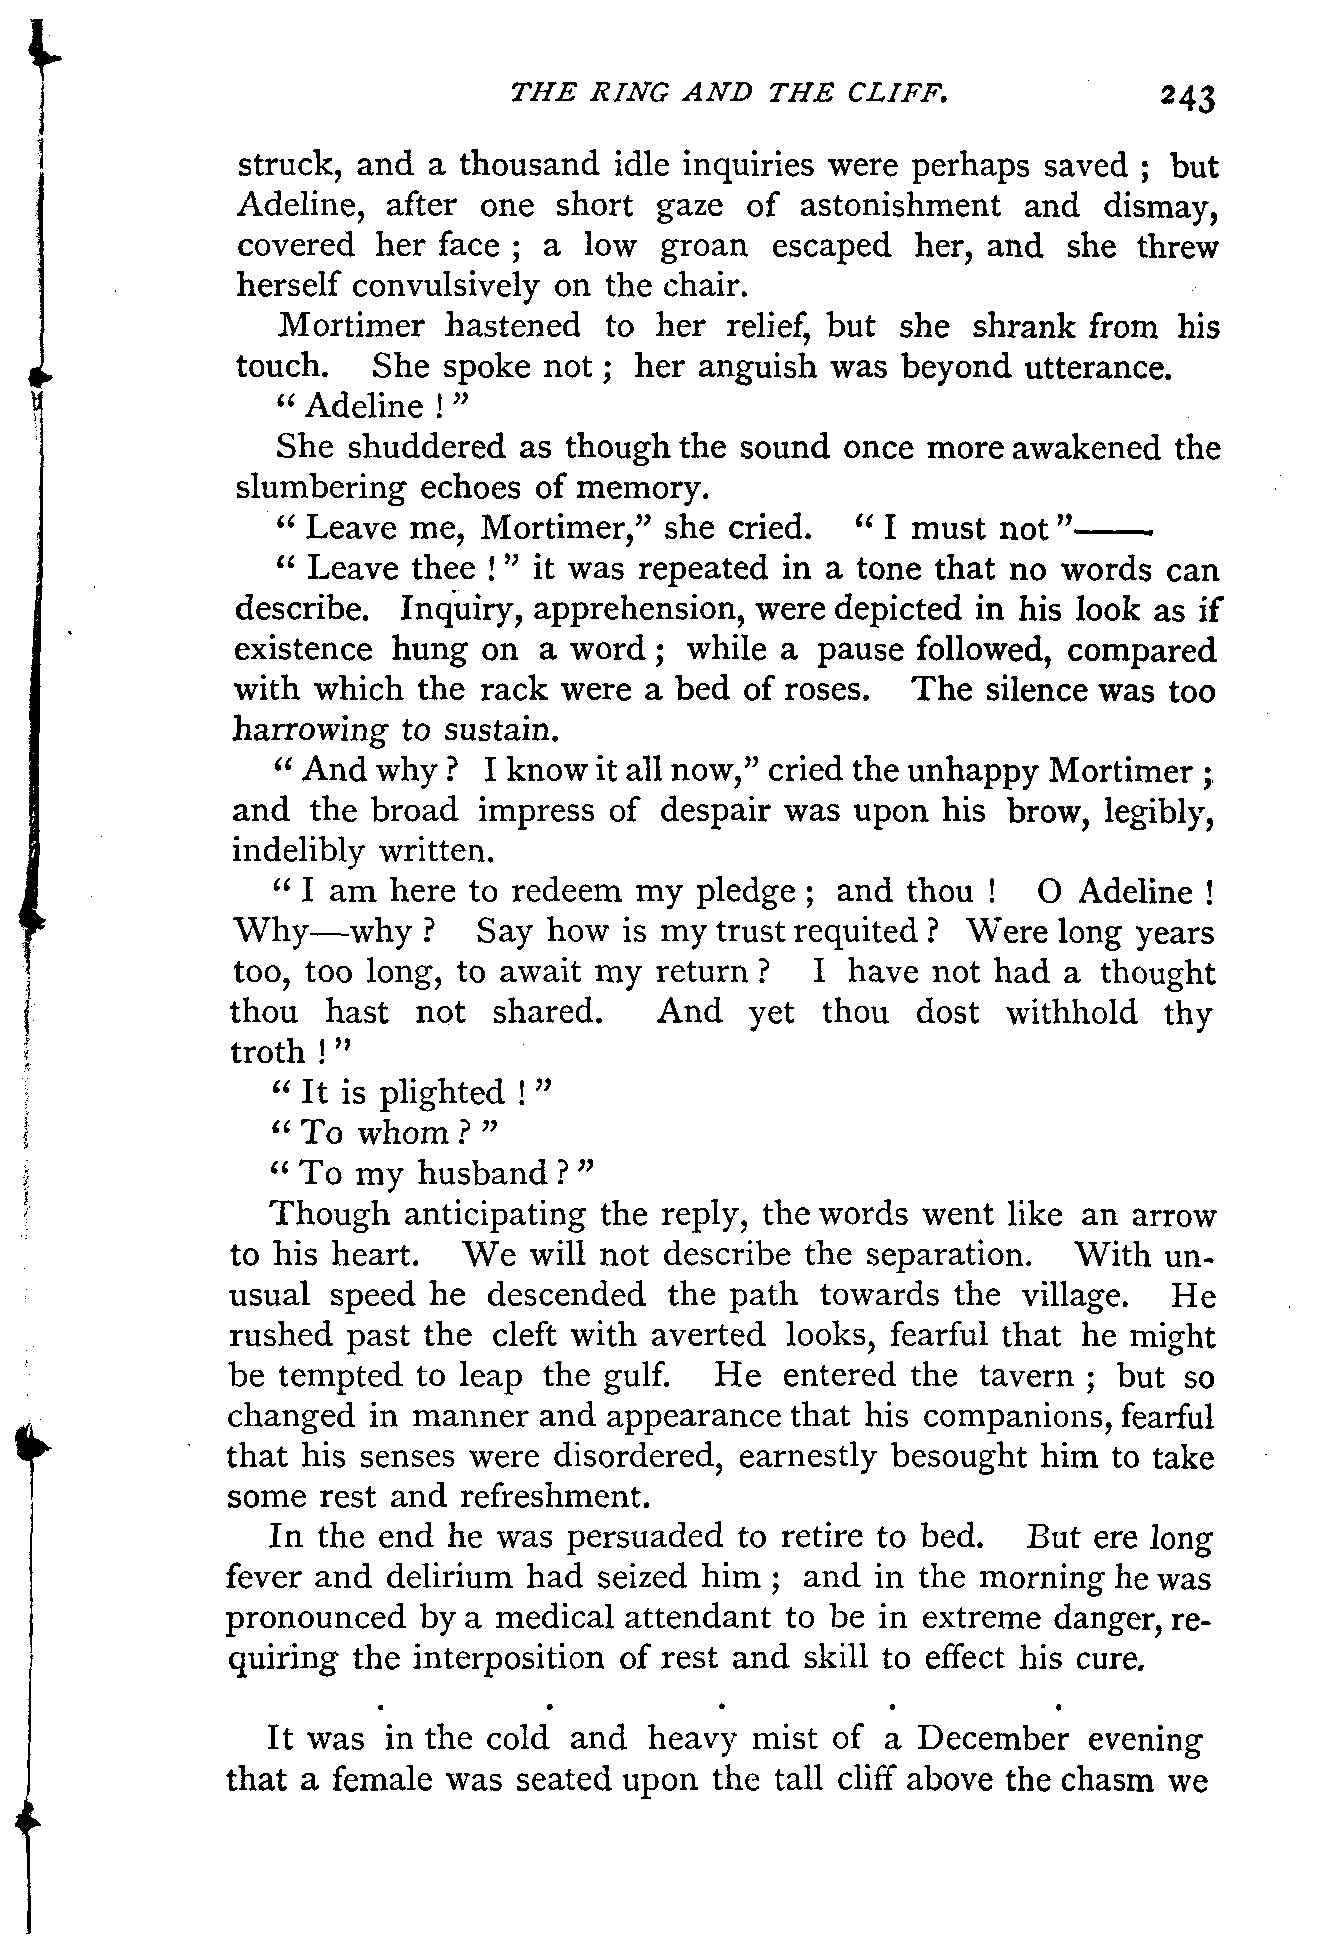 THE RING AND THE CLIFF. 243
struck, and a thousand idle inquiries were perhaps saved ; but
Adeline, after one short gaze of astonishment and dismay,
covered her face ; a low groan escaped her, and she threw
herself convulsively on the chair.
Mortimer hastened to her relief, but she shrank from his
touch. She spoke not ; her anguish was beyond utterance.
“ Adeline ! ”
She shuddered as though the sound once more awakened the
slumbering echoes of memory.
“ Leave me, Mortimer,” she cried. “ I must not ”——.
“ Leave thee ! ” it was repeated in a tone that no words can
describe. Inquiry, apprehension, were depicted in his look as if
existence hung on a word ; while a pause followed, compared
with which the rack were a bed of roses. The silence was too
harrowing to sustain.
“ And why ? I know it all now,” cried the unhappy Mortimer ;
and the broad impress of despair was upon his brow, legibly,
indelibly written.
“ I am here to redeem my pledge ; and thou ! O Adeline !
Why—why ? Say how is my trust requited ? Were long years
too, too long, to await my return ? I have not had a thought
thou hast not shared. And yet thou dost withhold thy
troth ! ”
“ It is plighted ! ”
“ To whom ? ”
“ To my husband ? ”
Though anticipating the reply, the words went like an arrow
to his heart. We will not describe the separation. With un-
usual speed he descended the path towards the village. He
rushed past the cleft with averted looks, fearful that he might
be tempted to leap the gulf. He entered the tavern ; but so
changed in manner and appearance that his companions, fearful
that his senses were disordered, earnestly besought him to take
some rest and refreshment.
In the end he was persuaded to retire to bed. But ere long
fever and delirium had seized him ; and in the morning he was
pronounced by a medical attendant to be in extreme danger, re-
quiring the interposition of rest and skill to effect his cure.
. . . . .
It was in the cold and heavy mist of a December evening
that a female was seated upon the tall cliff above the chasm we